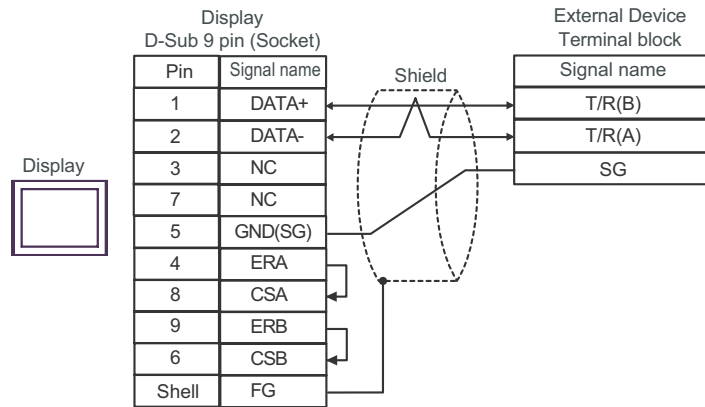 Display
D-Sub 9 pin (Socket)
External Device
Terminal block
Pin Signal name
Shield
Signal name
1 DATA+
T/R(B)
2 DATA-
T/R(A)
Display
3 NC
SG
7 NC
5 GND(SG)
4 ERA
8 CSA
9 ERB
6 CSB
Shell FG